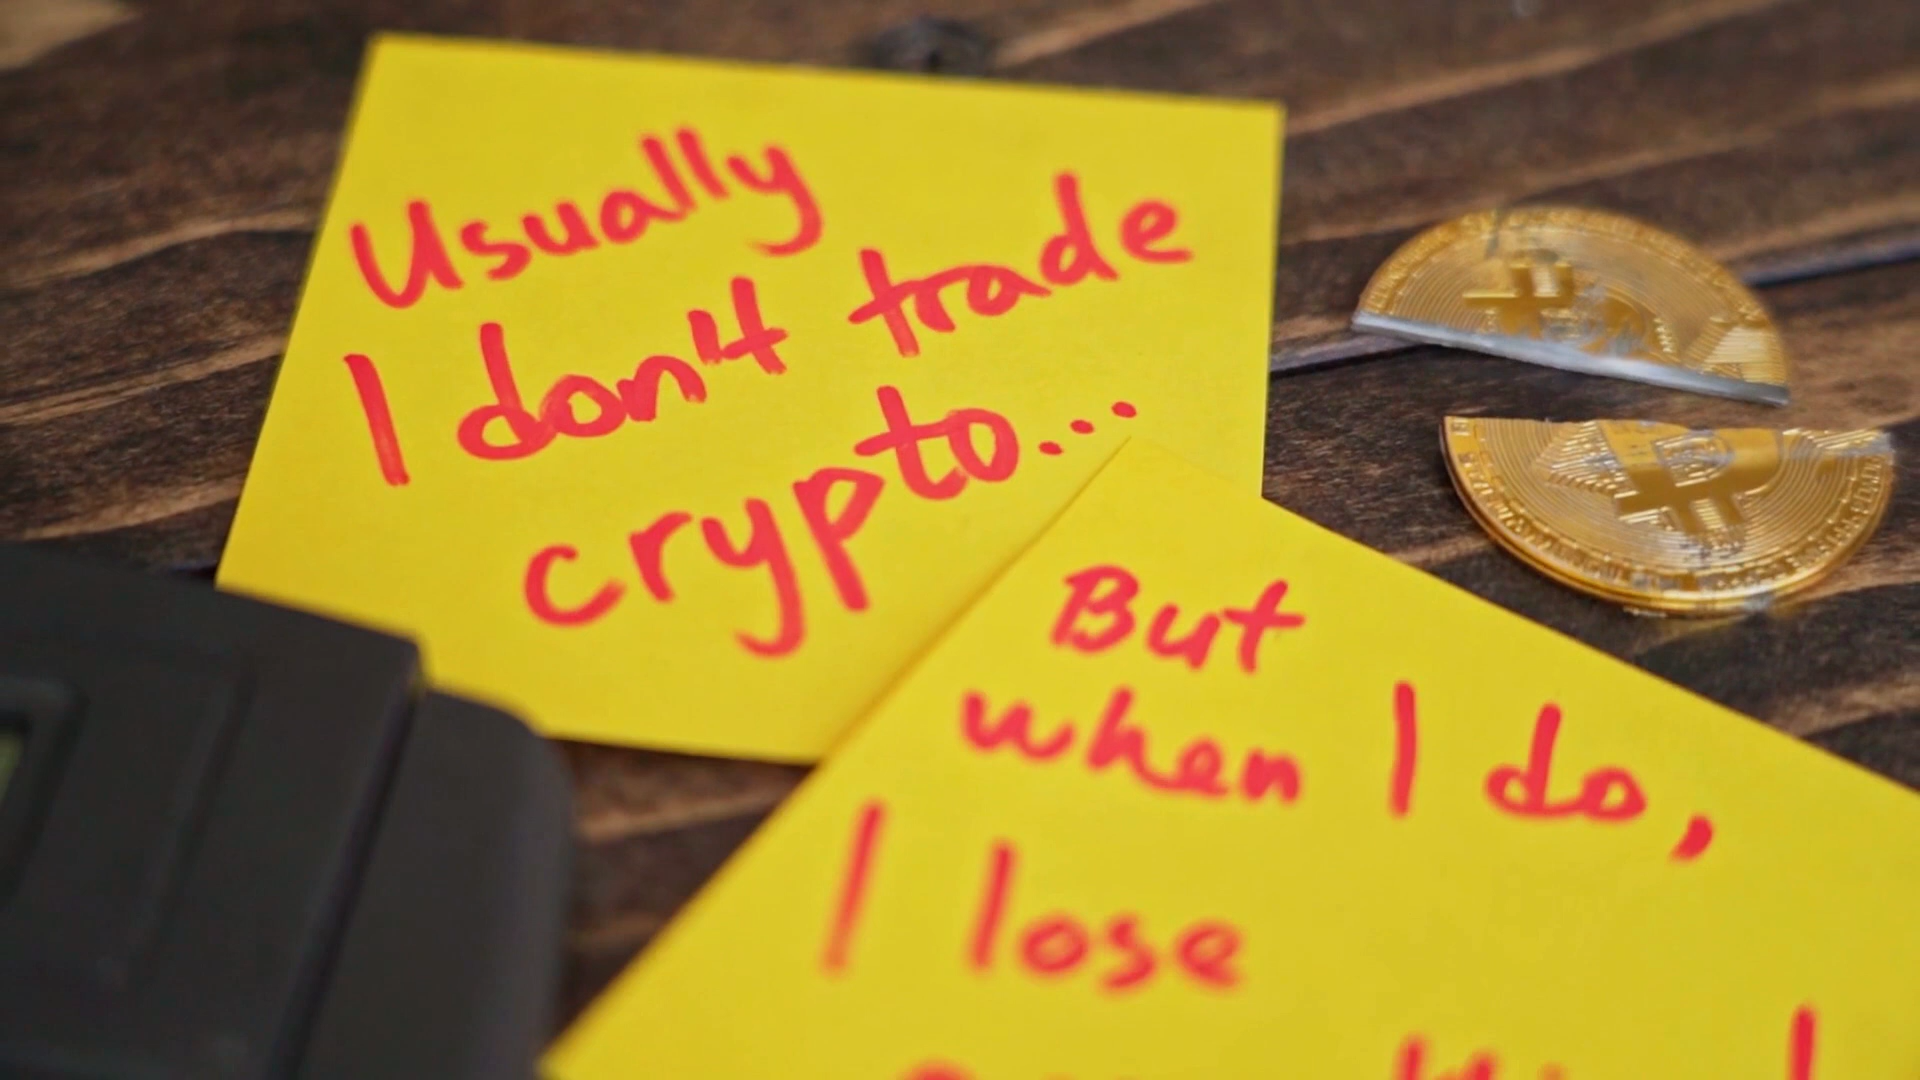 Usually
I don't trade
crypto...
But
when I do,
I lose